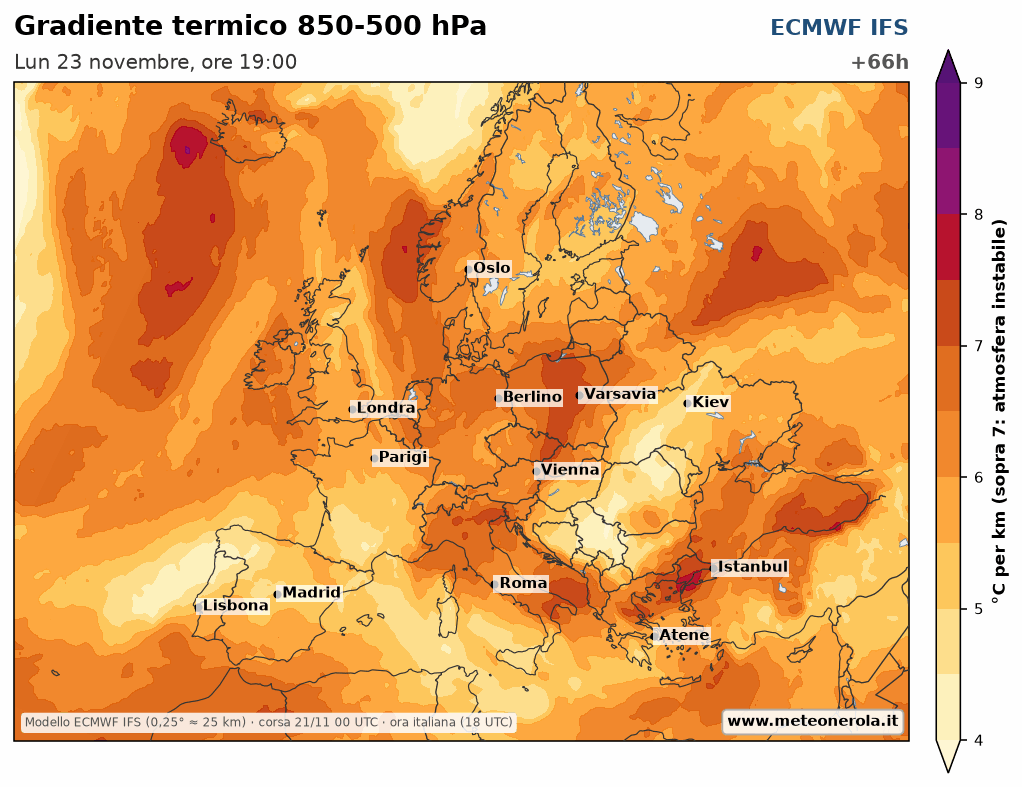 Gradiente termico 850-500 hPa
ECMWF IFS
Lun 23 novembre, ore 19:00
+66h
9
8
7
6
5
4
°C per km (sopra 7: atmosfera instabile)
Oslo
Berlino
Varsavia
Kiev
Londra
Parigi
Vienna
Istanbul
Roma
Madrid
Lisbona
Atene
Modello ECMWF IFS (0,25° ≈ 25 km) · corsa 21/11 00 UTC · ora italiana (18 UTC)
www.meteonerola.it